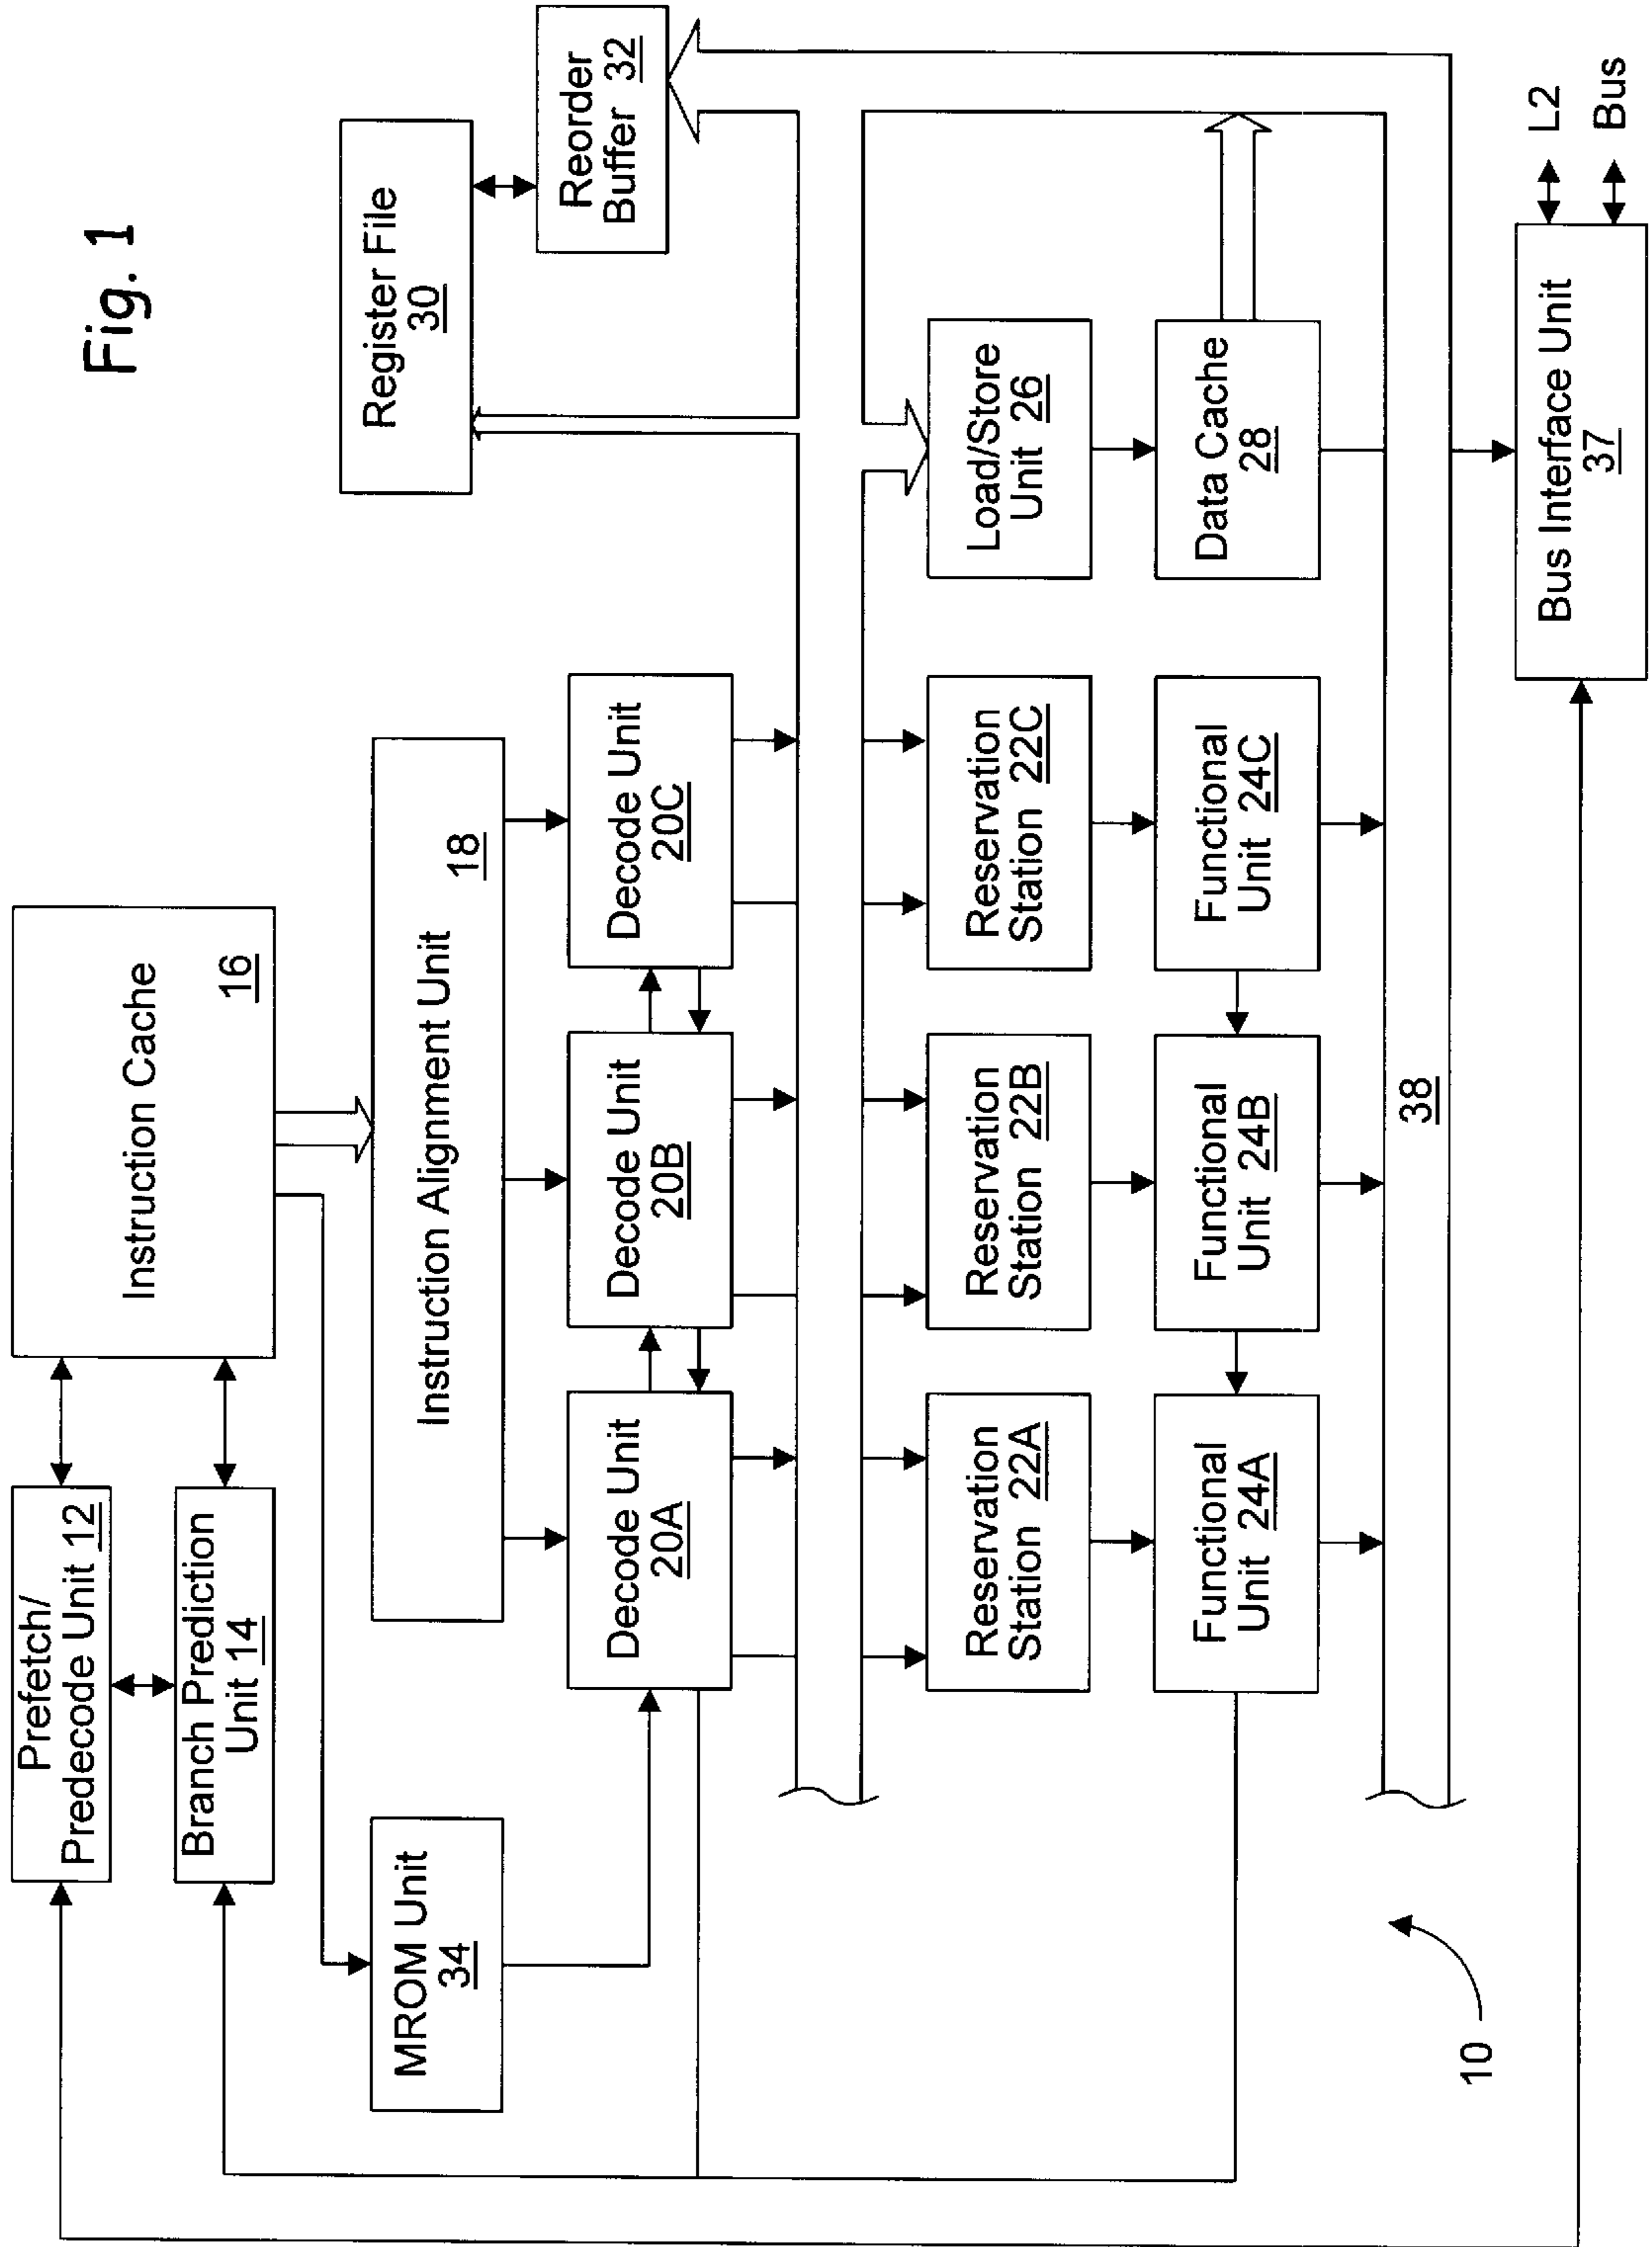 Fig. 1
Prefetch/
Predecode Unit 12
Branch Prediction
Unit 14
Instruction Cache
16
MROM Unit
34
Instruction Alignment Unit
18
Register File
30
Reorder
Buffer 32
Decode Unit
20A
Decode Unit
20B
Decode Unit
20C
Reservation
Station 22A
Reservation
Station 22B
Reservation
Station 22C
Load/Store
Unit 26
Functional
Unit 24A
Functional
Unit 24B
Functional
Unit 24C
Data Cache
28
38
10
Bus Interface Unit
37
L2
Bus